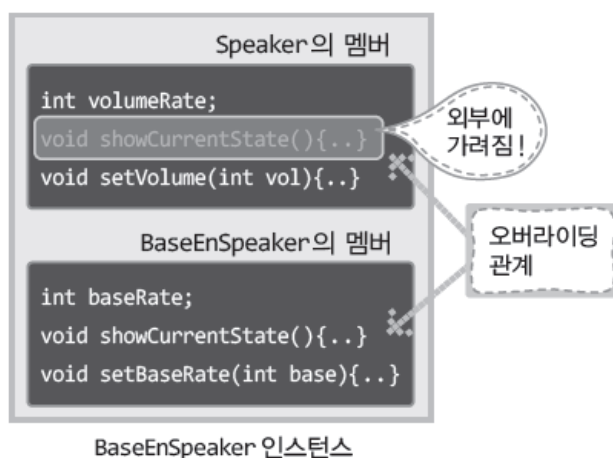 Speaker의 멤버
int volumeRate;
void showCurrentState(){..}
void setVolume(int vol){..}
외부에
가려짐!
BaseEnSpeaker의 멤버
int baseRate;
void showCurrentState(){..}
void setBaseRate(int base){..}
오버라이딩
관계
BaseEnSpeaker 인스턴스